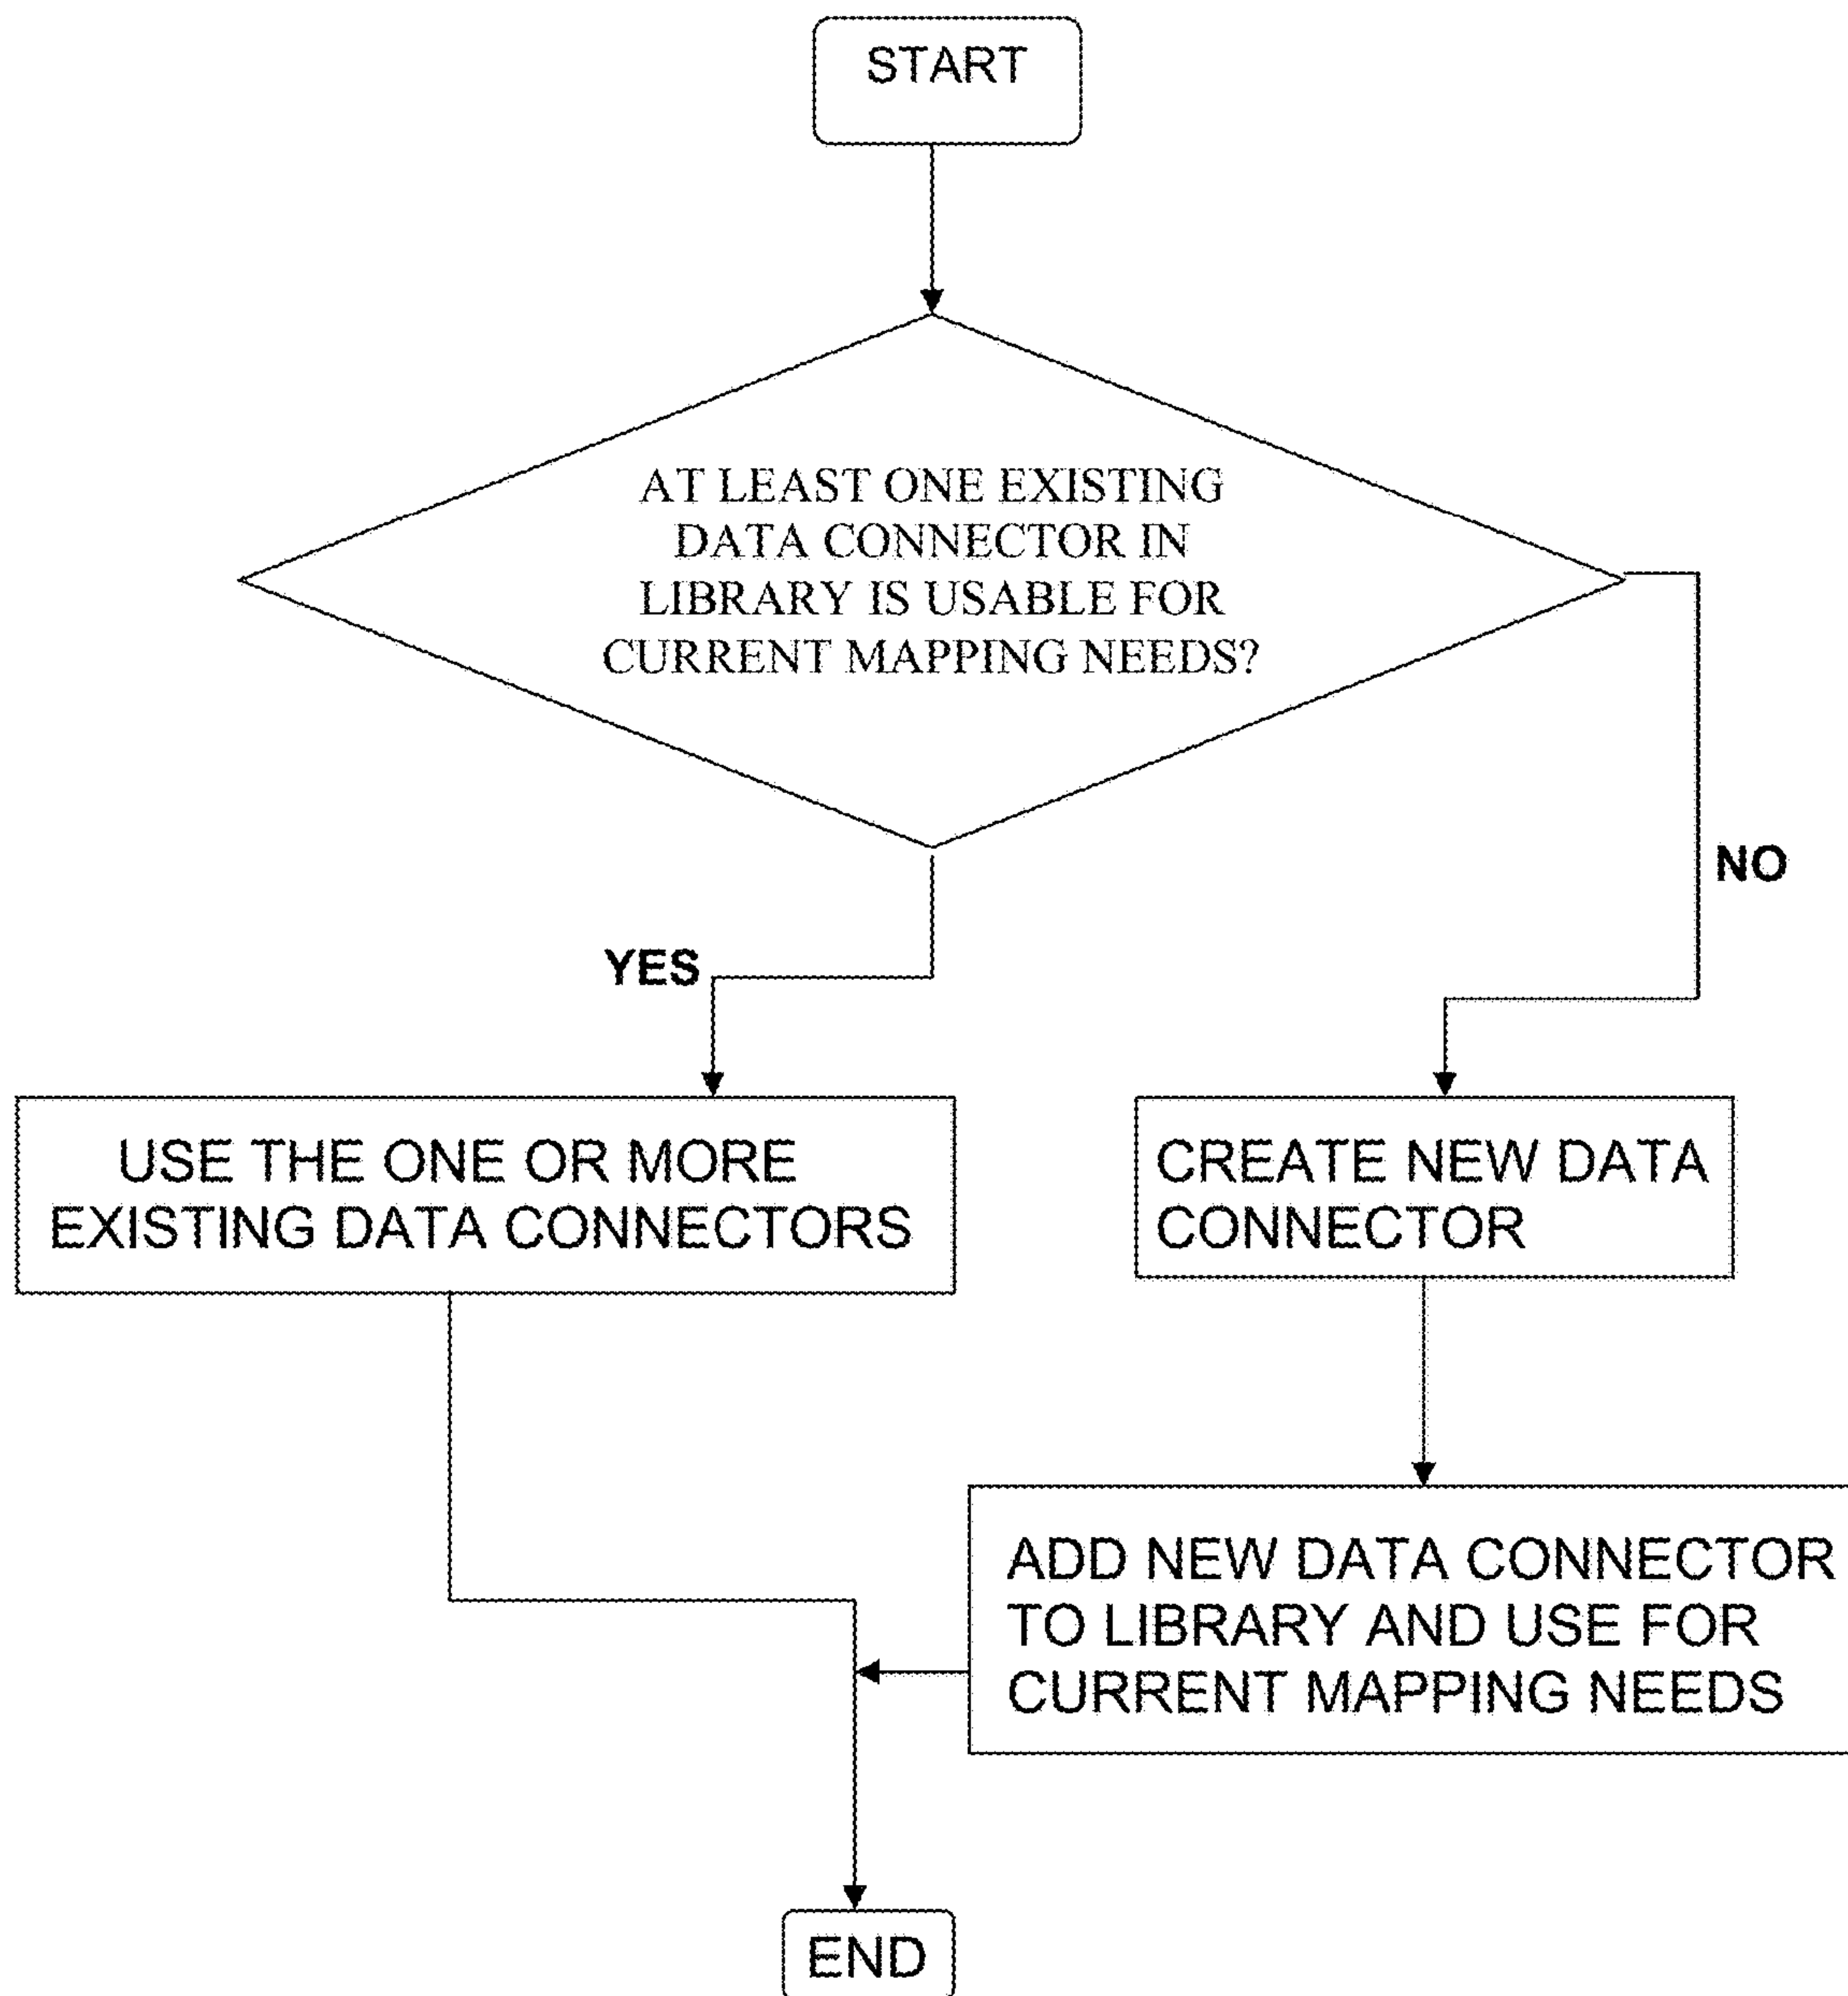 START
AT LEAST ONE EXISTING
DATA CONNECTOR IN
LIBRARY IS USABLE FOR
CURRENT MAPPING NEEDS?
NO
YES
USE THE ONE OR MORE
EXISTING DATA CONNECTORS
CREATE NEW DATA
CONNECTOR
ADD NEW DATA CONNECTOR
TO LIBRARY AND USE FOR
CURRENT MAPPING NEEDS
END